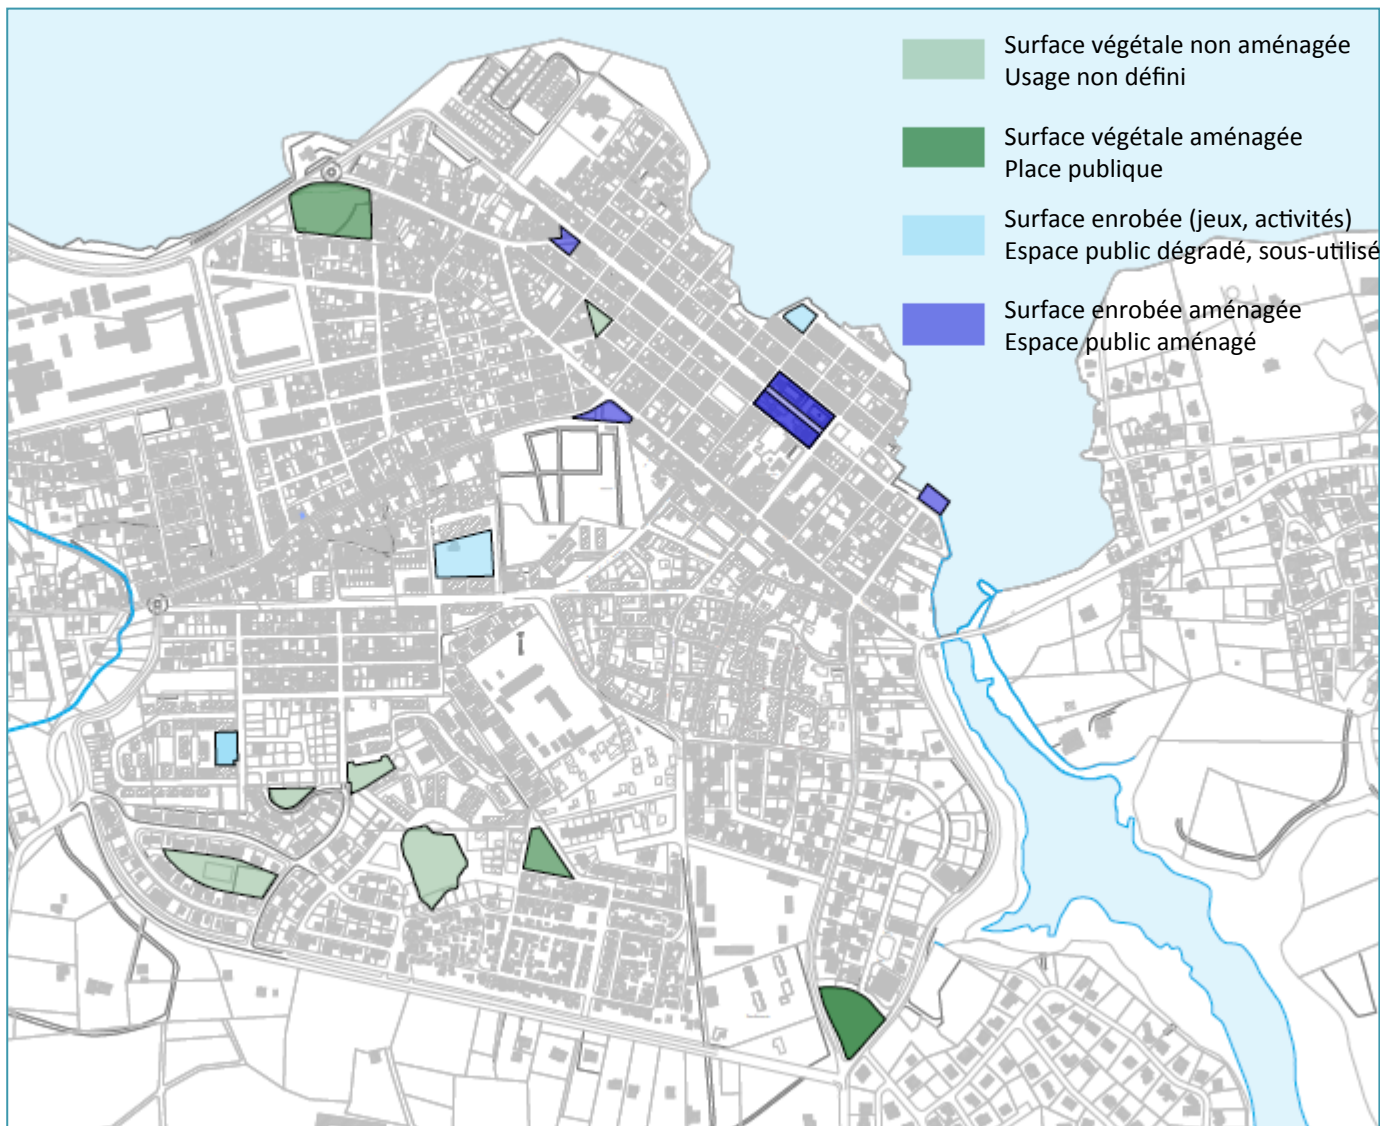 Surface végétale non aménagée
Usage non défini
Surface végétale aménagée
Place publique
Surface enrobée (jeux, activités)
Espace public dégradé, sous-utilisé
Surface enrobée aménagée
Espace public aménagé